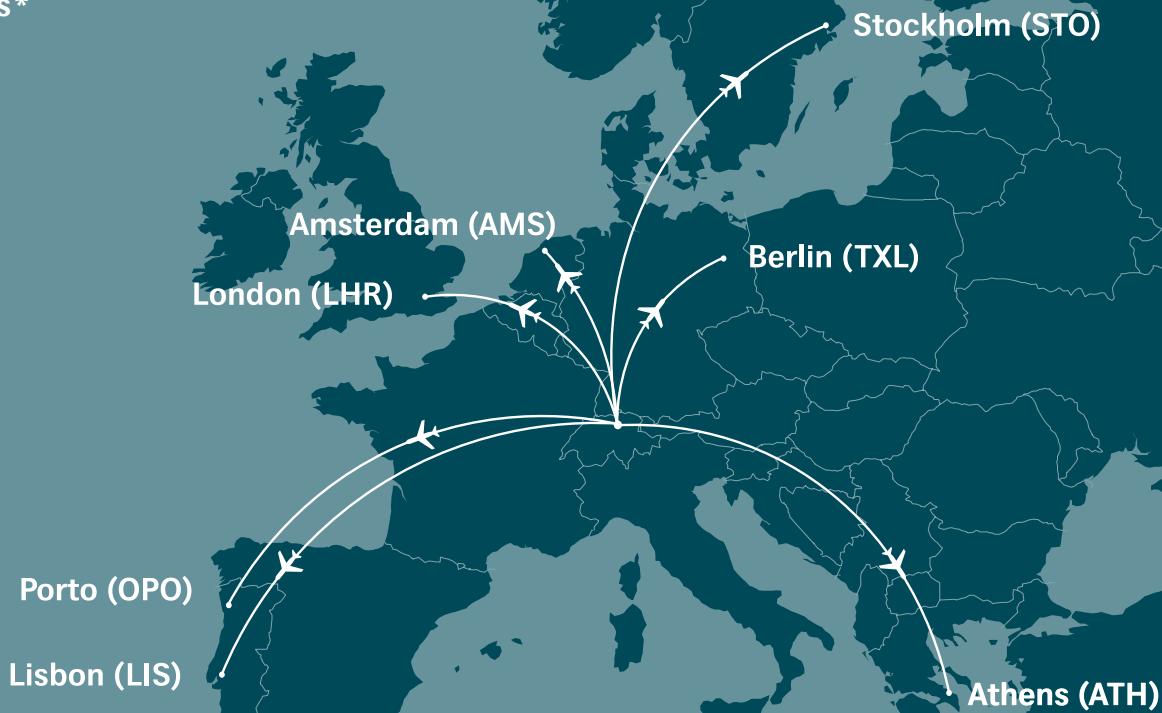 s*
Stockholm (STO)
Amsterdam (AMS)
Berlin (TXL)
London (LHR)
Porto (OPO)
Lisbon (LIS)
Athens (ATH)